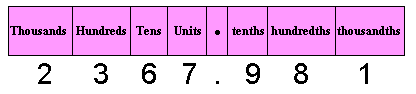 Thousands Hundreds Tens Units . tenths hundredths thousandths
2 3 6 7 . 9 8 1